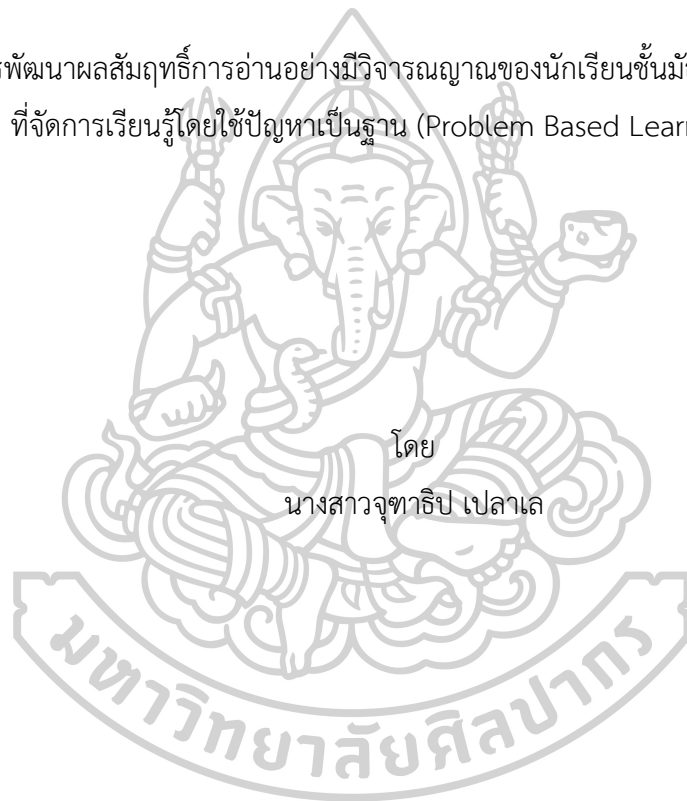 รพัฒนาผลสัมฤทธิ์การอ่านอย่างมีวิจารณญาณของนักเรียนชั้นมั
ที่จัดการเรียนรู้โดยใช้ปัญหาเป็นฐาน (Problem Based Lear
โดย
นางสาวจุฑาธิป เปลาเล
มหาวิทยาลัยศิลปากร